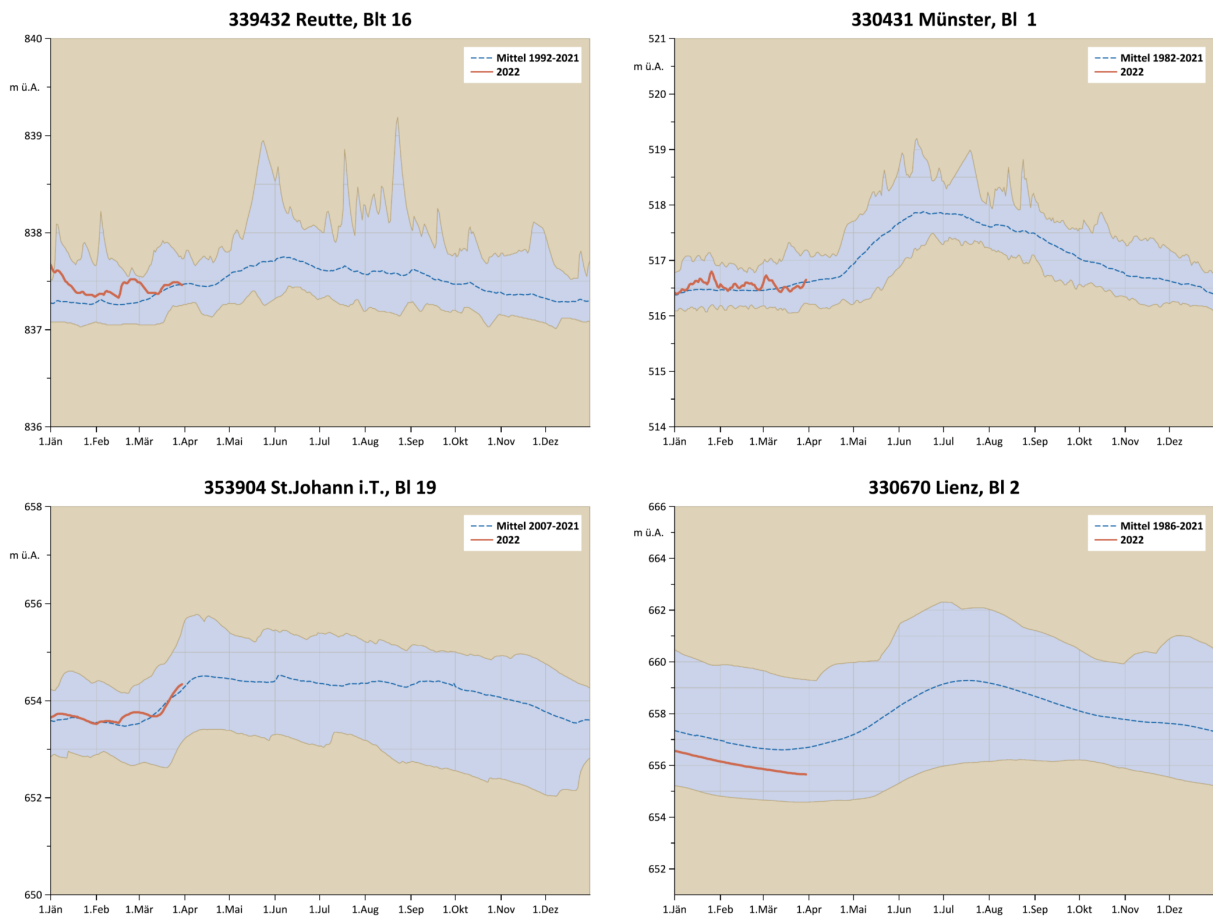 339432 Reutte, Blt 16
840
m ü.A.
839
838
837
836
Mittel 1992-2021
2022
1.Jän 1.Feb 1.Mär 1.Apr 1.Mai 1.Jun 1.Jul 1.Aug 1.Sep 1.Okt 1.Nov 1.Dez
330431 Münster, Bl 1
521
m ü.A.
520
519
518
517
516
515
514
Mittel 1982-2021
2022
1.Jän 1.Feb 1.Mär 1.Apr 1.Mai 1.Jun 1.Jul 1.Aug 1.Sep 1.Okt 1.Nov 1.Dez
353904 St.Johann i.T., Bl 19
658
m ü.A.
656
654
652
650
Mittel 2007-2021
2022
1.Jän 1.Feb 1.Mär 1.Apr 1.Mai 1.Jun 1.Jul 1.Aug 1.Sep 1.Okt 1.Nov 1.Dez
330670 Lienz, Bl 2
666
m ü.A.
664
662
660
658
656
654
652
Mittel 1986-2021
2022
1.Jän 1.Feb 1.Mär 1.Apr 1.Mai 1.Jun 1.Jul 1.Aug 1.Sep 1.Okt 1.Nov 1.Dez